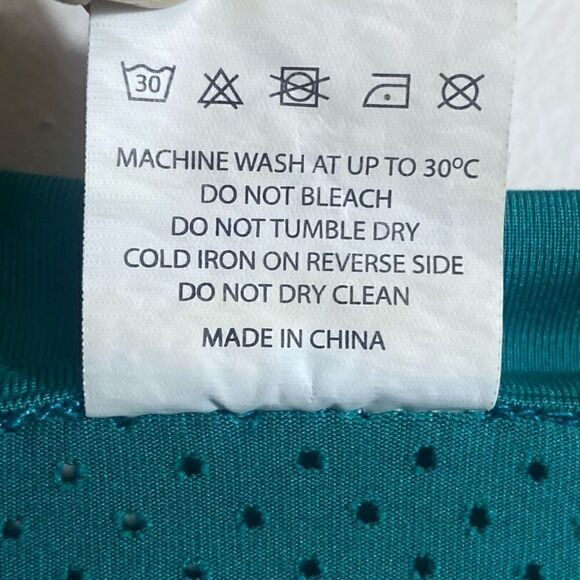 30
MACHINE WASH AT UP TO 30°C
DO NOT BLEACH
DO NOT TUMBLE DRY
COLD IRON ON REVERSE SIDE
DO NOT DRY CLEAN
MADE IN CHINA